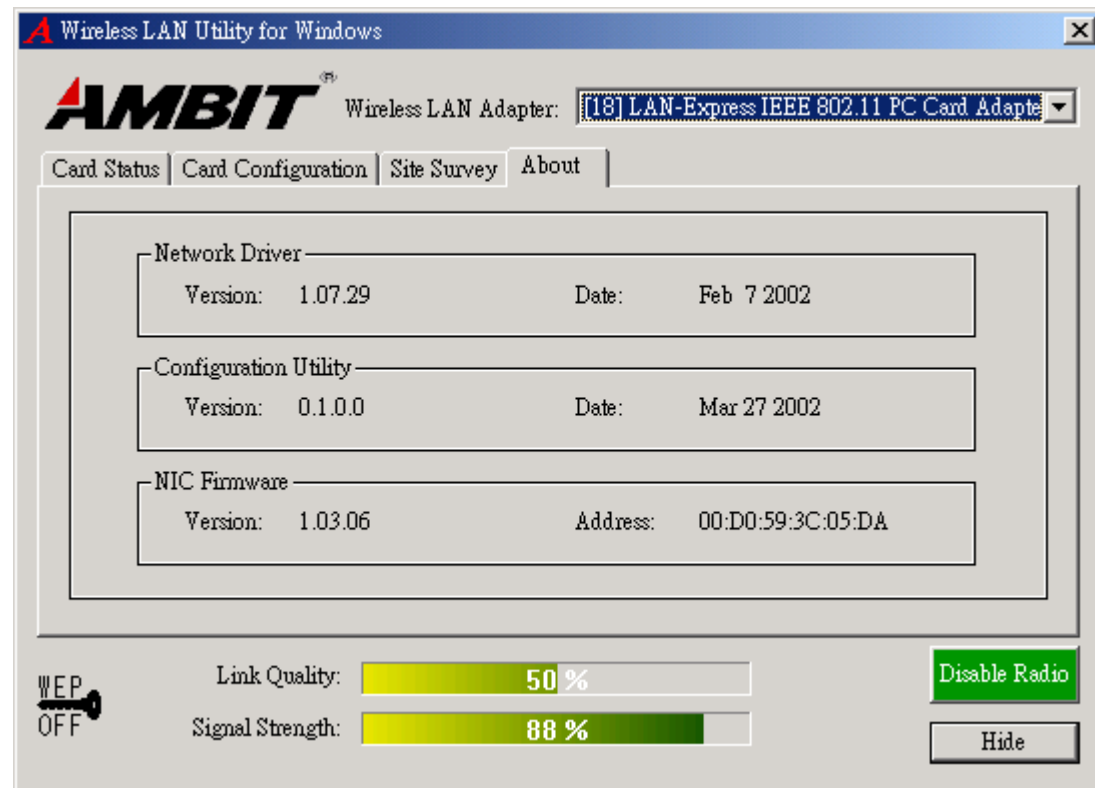 Wireless LAN Utility for Windows
AMBIT®
Wireless LAN Adapter: [18] LAN-Express IEEE 802.11 PC Card Adapte
Card Status Card Configuration Site Survey About
Network Driver
Version: 1.07.29 Date: Feb 7 2002
Configuration Utility
Version: 0.1.0.0 Date: Mar 27 2002
NIC Firmware
Version: 1.03.06 Address: 00:D0:59:3C:05:DA
WEP
OFF
Link Quality: 50 %
Signal Strength: 88 %
Disable Radio
Hide